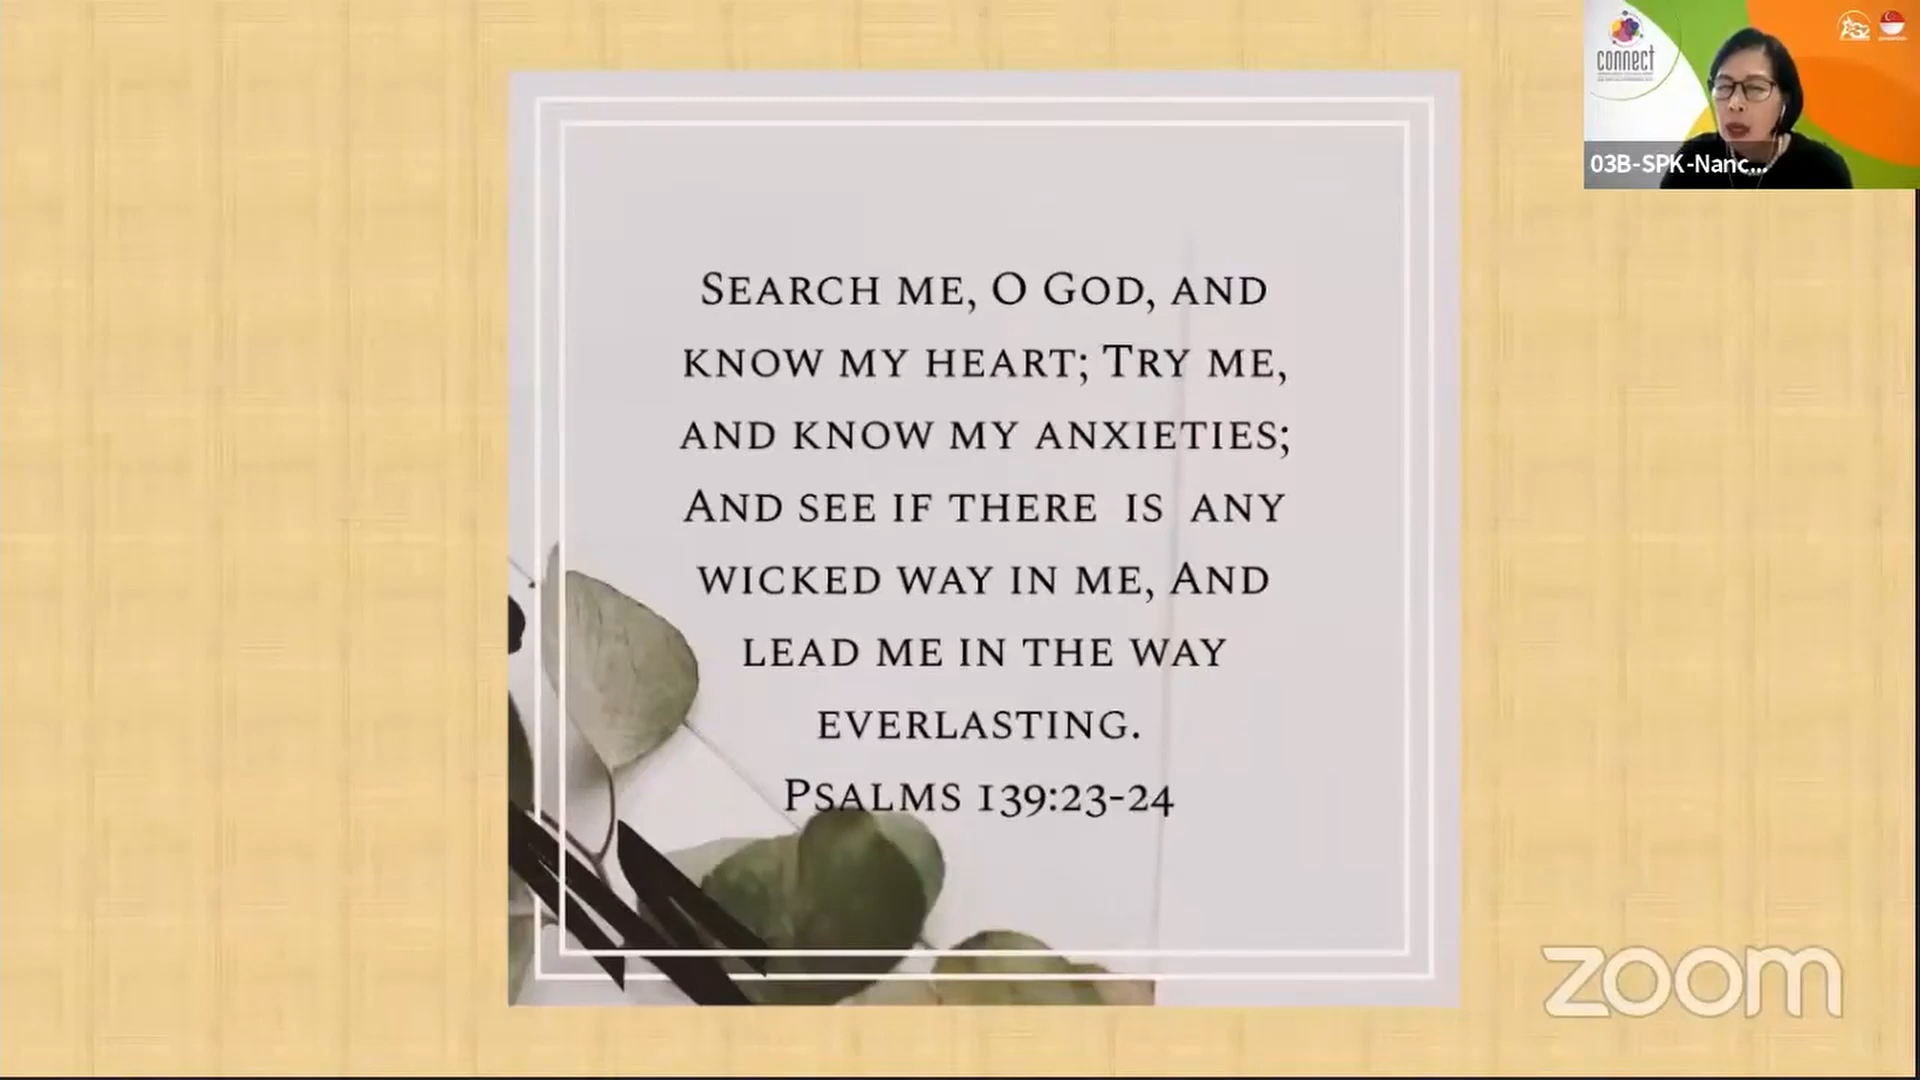 connect
03B-SPK-Nanc...
SEARCH ME, O GOD, AND
KNOW MY HEART; TRY ME,
AND KNOW MY ANXIETIES;
AND SEE IF THERE IS ANY
WICKED WAY IN ME, AND
LEAD ME IN THE WAY
EVERLASTING.
PSALMS 139:23-24
zoom